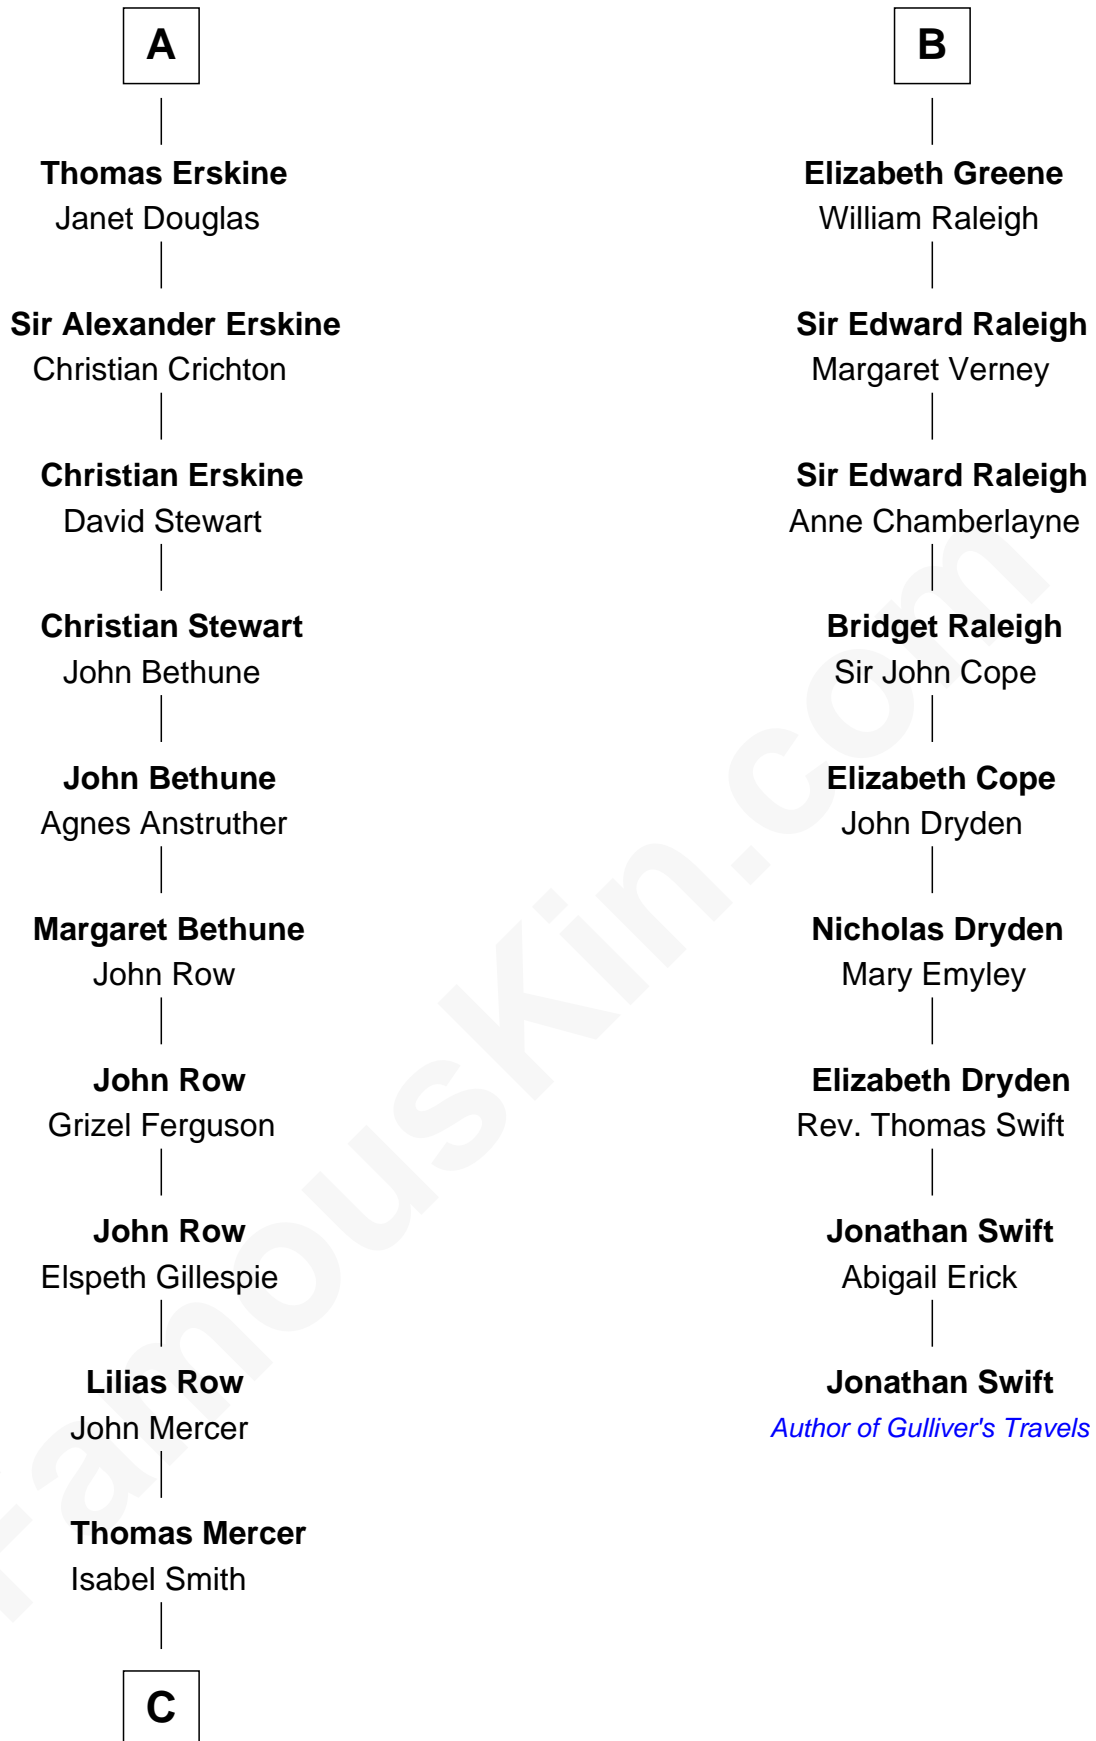 A
Thomas Erskine
Janet Douglas
Sir Alexander Erskine
Christian Crichton
Christian Erskine
David Stewart
Christian Stewart
John Bethune
John Bethune
Agnes Anstruther
Margaret Bethune
John Row
John Row
Grizel Ferguson
John Row
Elspeth Gillespie
Lilias Row
John Mercer
Thomas Mercer
Isabel Smith
C
B
Elizabeth Greene
William Raleigh
Sir Edward Raleigh
Margaret Verney
Sir Edward Raleigh
Anne Chamberlayne
Bridget Raleigh
Sir John Cope
Elizabeth Cope
John Dryden
Nicholas Dryden
Mary Emyley
Elizabeth Dryden
Rev. Thomas Swift
Jonathan Swift
Abigail Erick
Jonathan Swift
Author of Gulliver's Travels
FamousKin.com